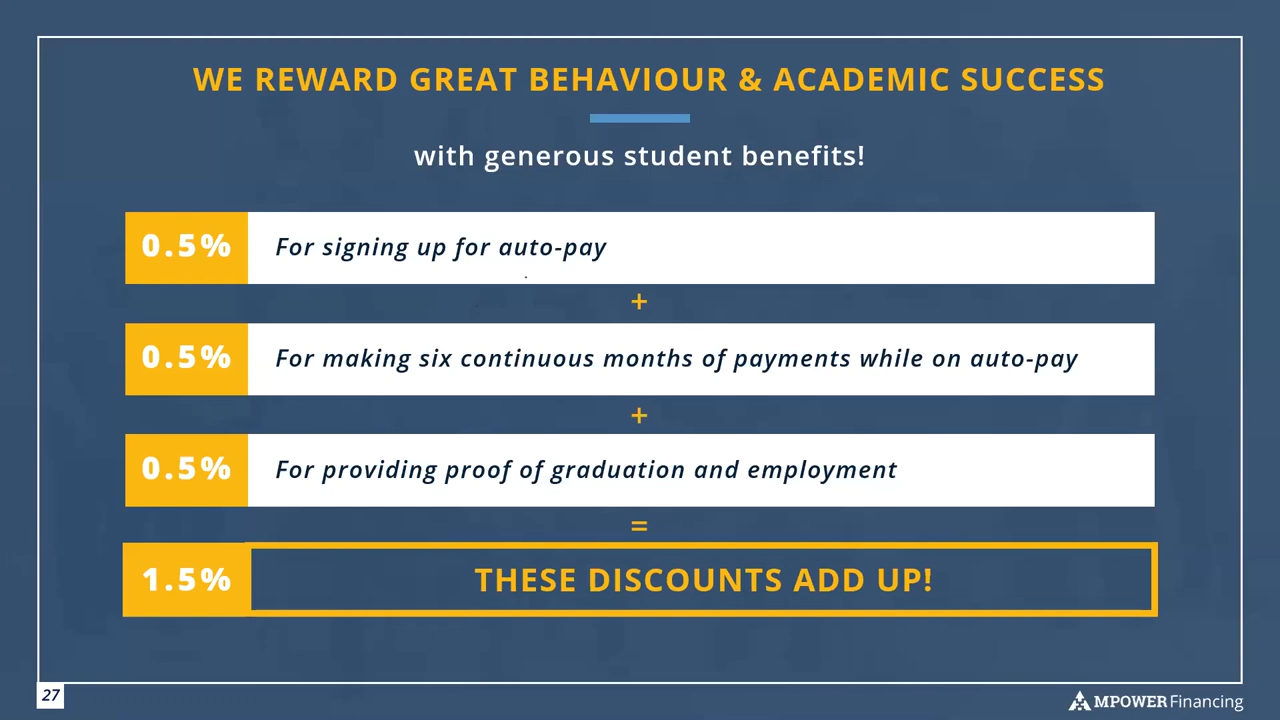 WE REWARD GREAT BEHAVIOUR & ACADEMIC SUCCESS
with generous student benefits!
0.5% For signing up for auto-pay
+
0.5% For making six continuous months of payments while on auto-pay
+
0.5% For providing proof of graduation and employment
=
1.5% THESE DISCOUNTS ADD UP!
27
MPOWER Financing